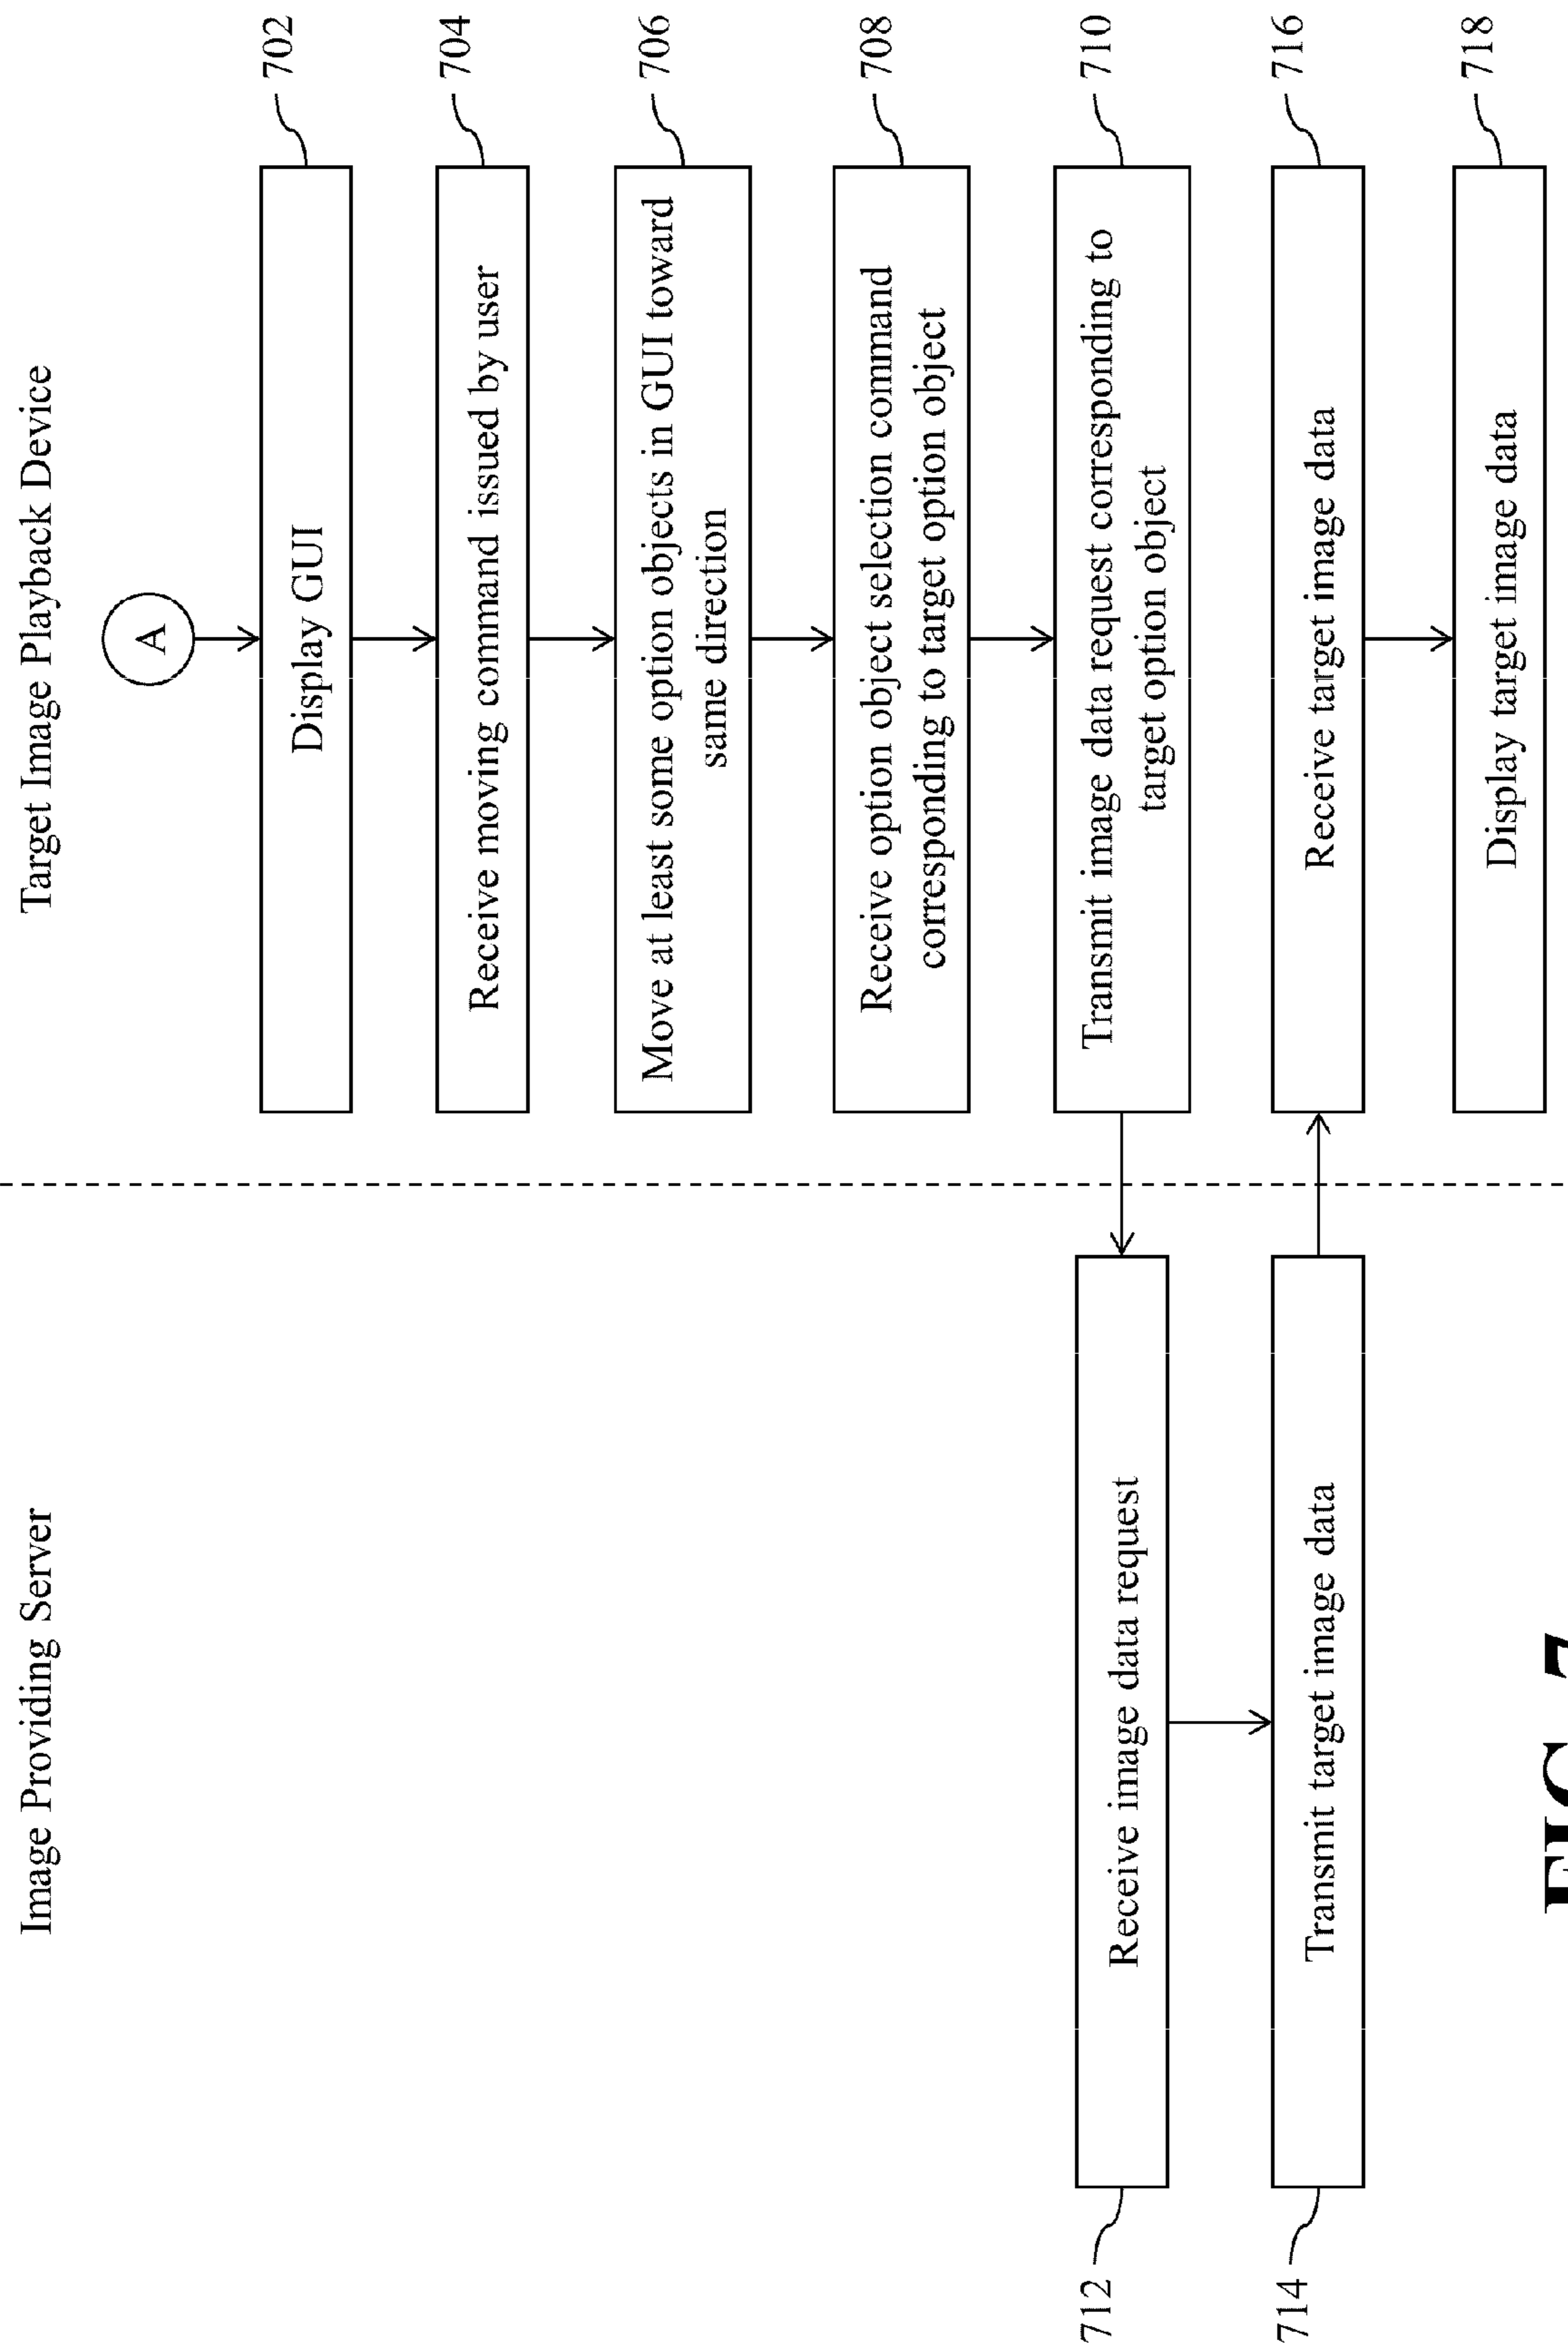 Image Providing Server
Target Image Playback Device
A
Display GUI
702
Receive moving command issued by user
704
Move at least some option objects in GUI toward
same direction
706
Receive option object selection command
corresponding to target option object
708
Transmit image data request corresponding to
target option object
710
712
Receive image data request
714
Transmit target image data
Receive target image data
716
Display target image data
718
FIG. 7